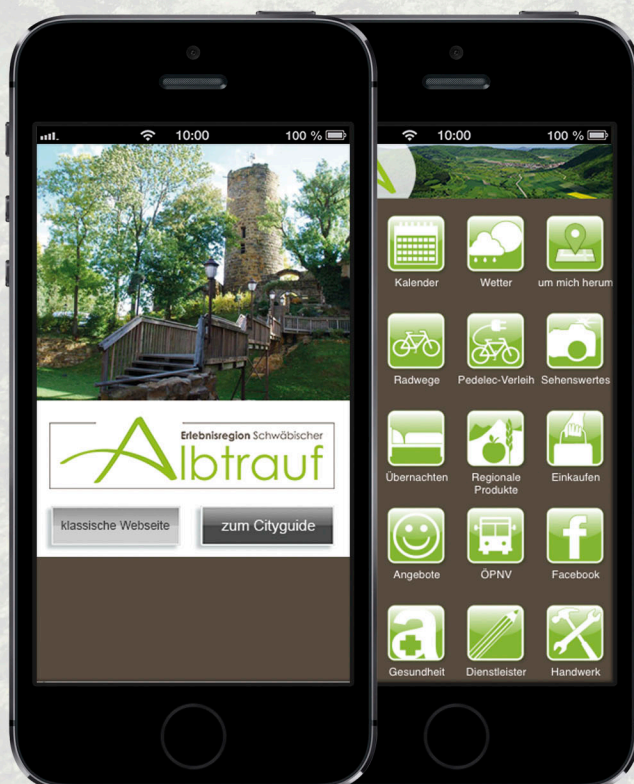 10:00
100 %
Erlebnisregion Schwäbischer
Albtrauf
klassische Webseite
zum Cityguide
10:00
100 %
Kalender
Wetter
um mich herum
Radwege
Pedelec-Verleih
Sehenswertes
Übernachten
Regionale
Produkte
Einkaufen
Angebote
ÖPNV
Facebook
Gesundheit
Dienstleister
Handwerk